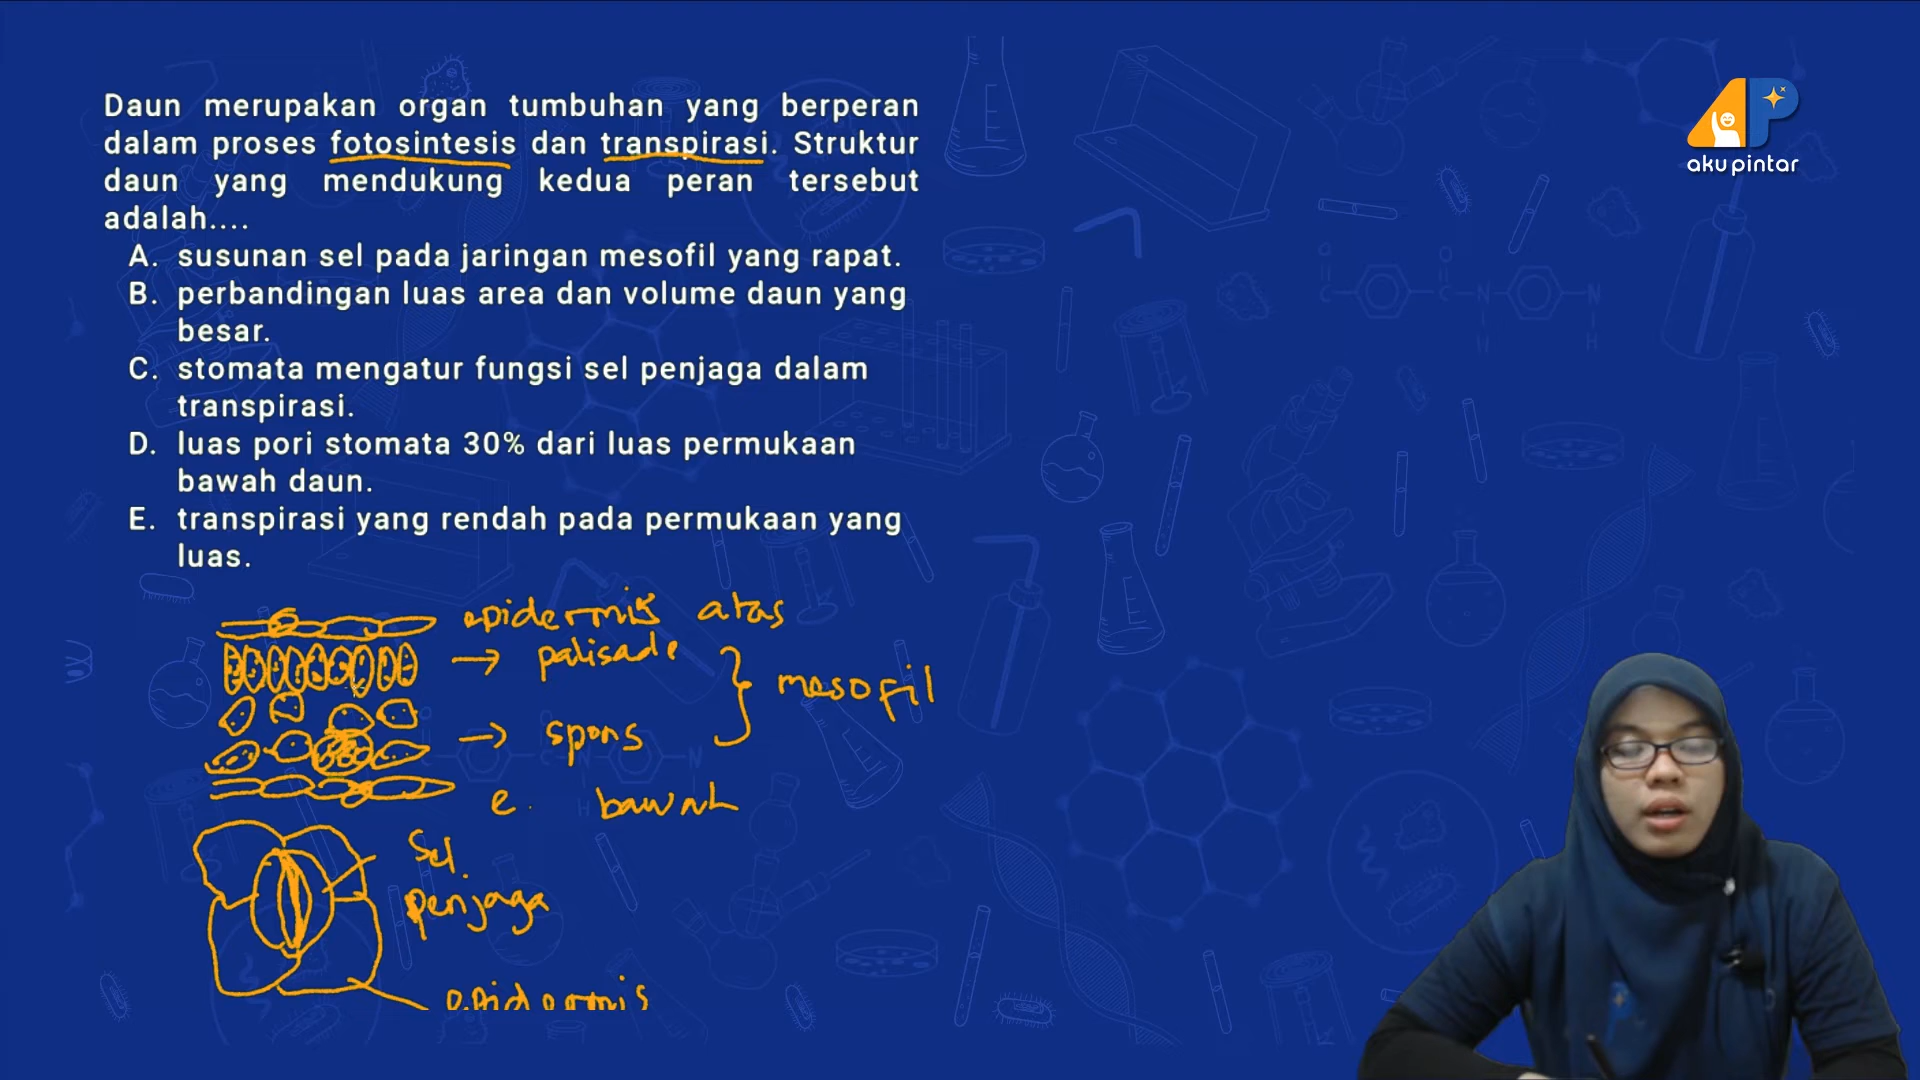 Daun merupakan organ tumbuhan yang berperan
dalam proses fotosintesis dan transpirasi. Struktur
daun yang mendukung kedua peran tersebut
adalah....
A. susunan sel pada jaringan mesofil yang rapat.
B. perbandingan luas area dan volume daun yang
besar.
C. stomata mengatur fungsi sel penjaga dalam
transpirasi.
D. luas pori stomata 30% dari luas permukaan
bawah daun.
E. transpirasi yang rendah pada permukaan yang
luas.
aku pintar
epidermis atas
→ palisade
mesofil
→ spons
e. bawah
Sel.
penjaga
epidermis